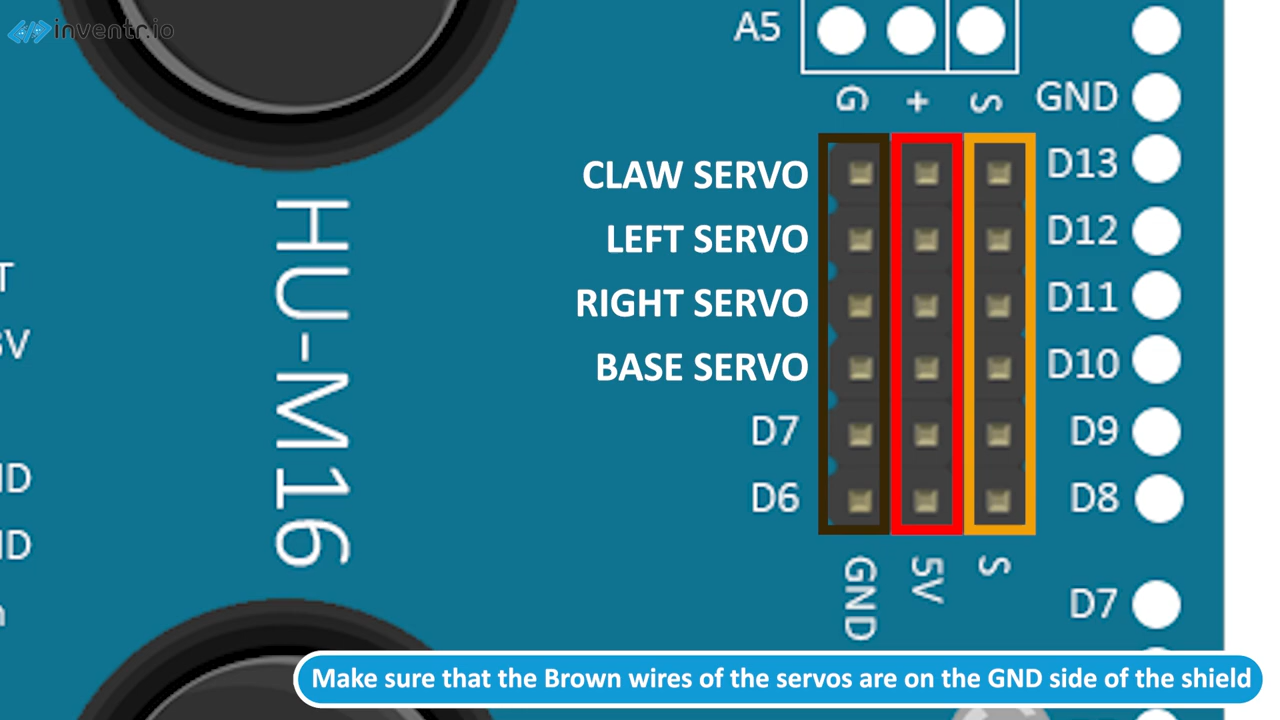 inventr.io
A5
G + S GND
CLAW SERVO D13
LEFT SERVO D12
RIGHT SERVO D11
BASE SERVO D10
D7 D9
D6 D8
GND 5V S
D7
HU-M16
Make sure that the Brown wires of the servos are on the GND side of the shield